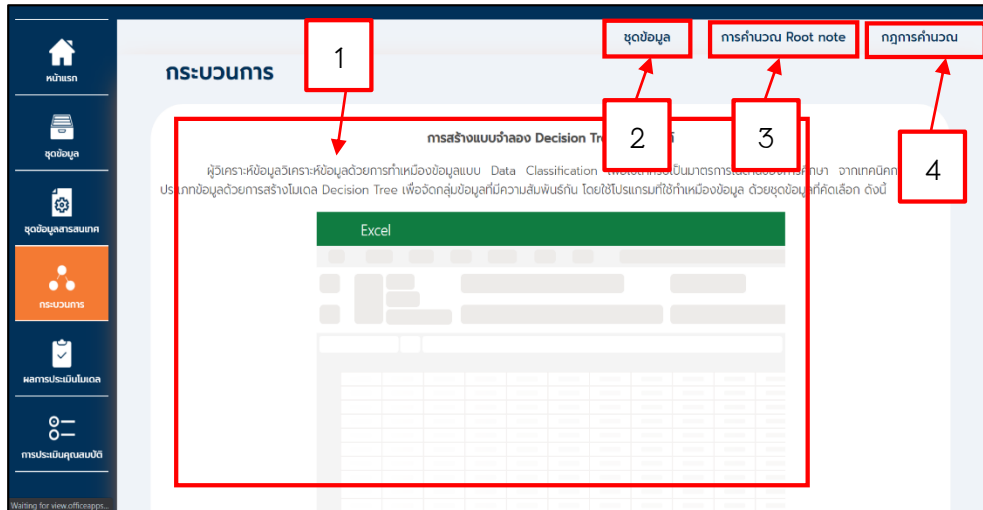 ชุดข้อมูล
การคำนวณ Root note
กฎการคำนวณ
1
2
3
4
กระบวนการ
หน้าแรก
ชุดข้อมูล
ชุดข้อมูลสารสนเทศ
กระบวนการ
ผลการประเมินโมเดล
การประเมินคุณสมบัติ
การสร้างแบบจำลอง Decision
ผู้วิเคราะห์ข้อมูลวิเคราะห์ข้อมูลด้วยการทำเหมืองข้อมูลแบบ Data Classification
ประเภทข้อมูลด้วยการสร้างโมเดล Decision Tree เพื่อจัดกลุ่มข้อมูลที่มีความสัมพันธ์กัน โดยใช้โปรแกรมที่ใช้ทำเหมืองข้อมูล ด้วยชุดข้อมูลที่คัดเลือก ดังนี้
Excel
Waiting for view.officeapps...